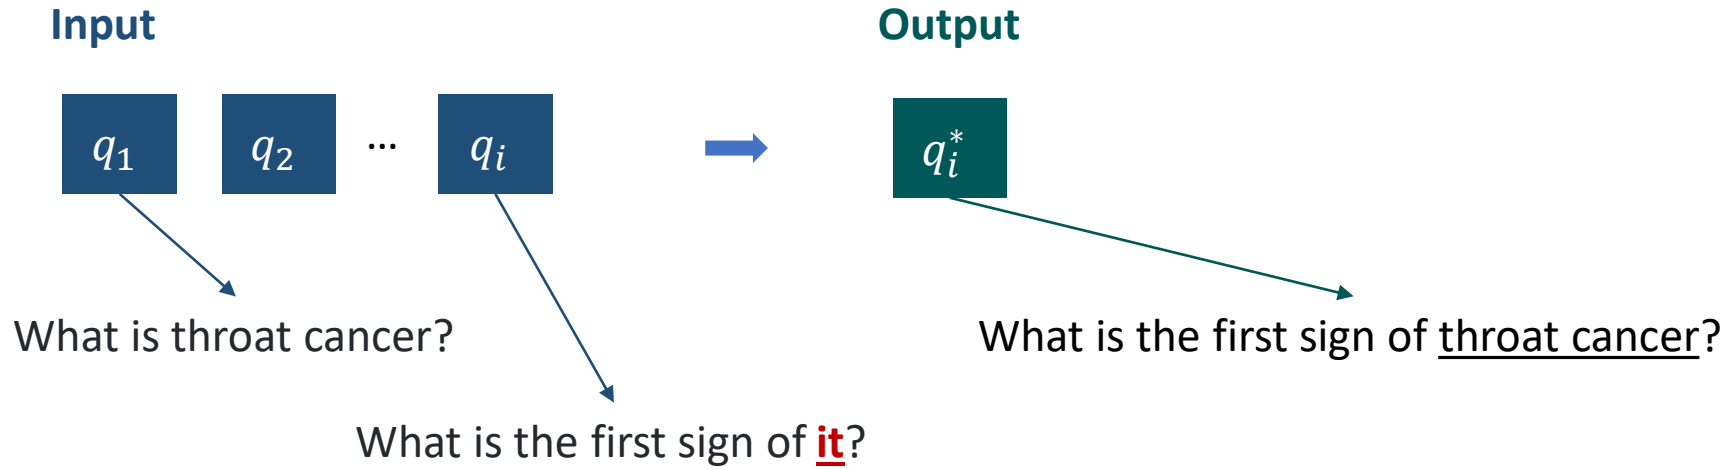 Input
Output
q₁ q₂ ... qᵢ
qᵢ*
What is throat cancer?
What is the first sign of throat cancer?
What is the first sign of it?